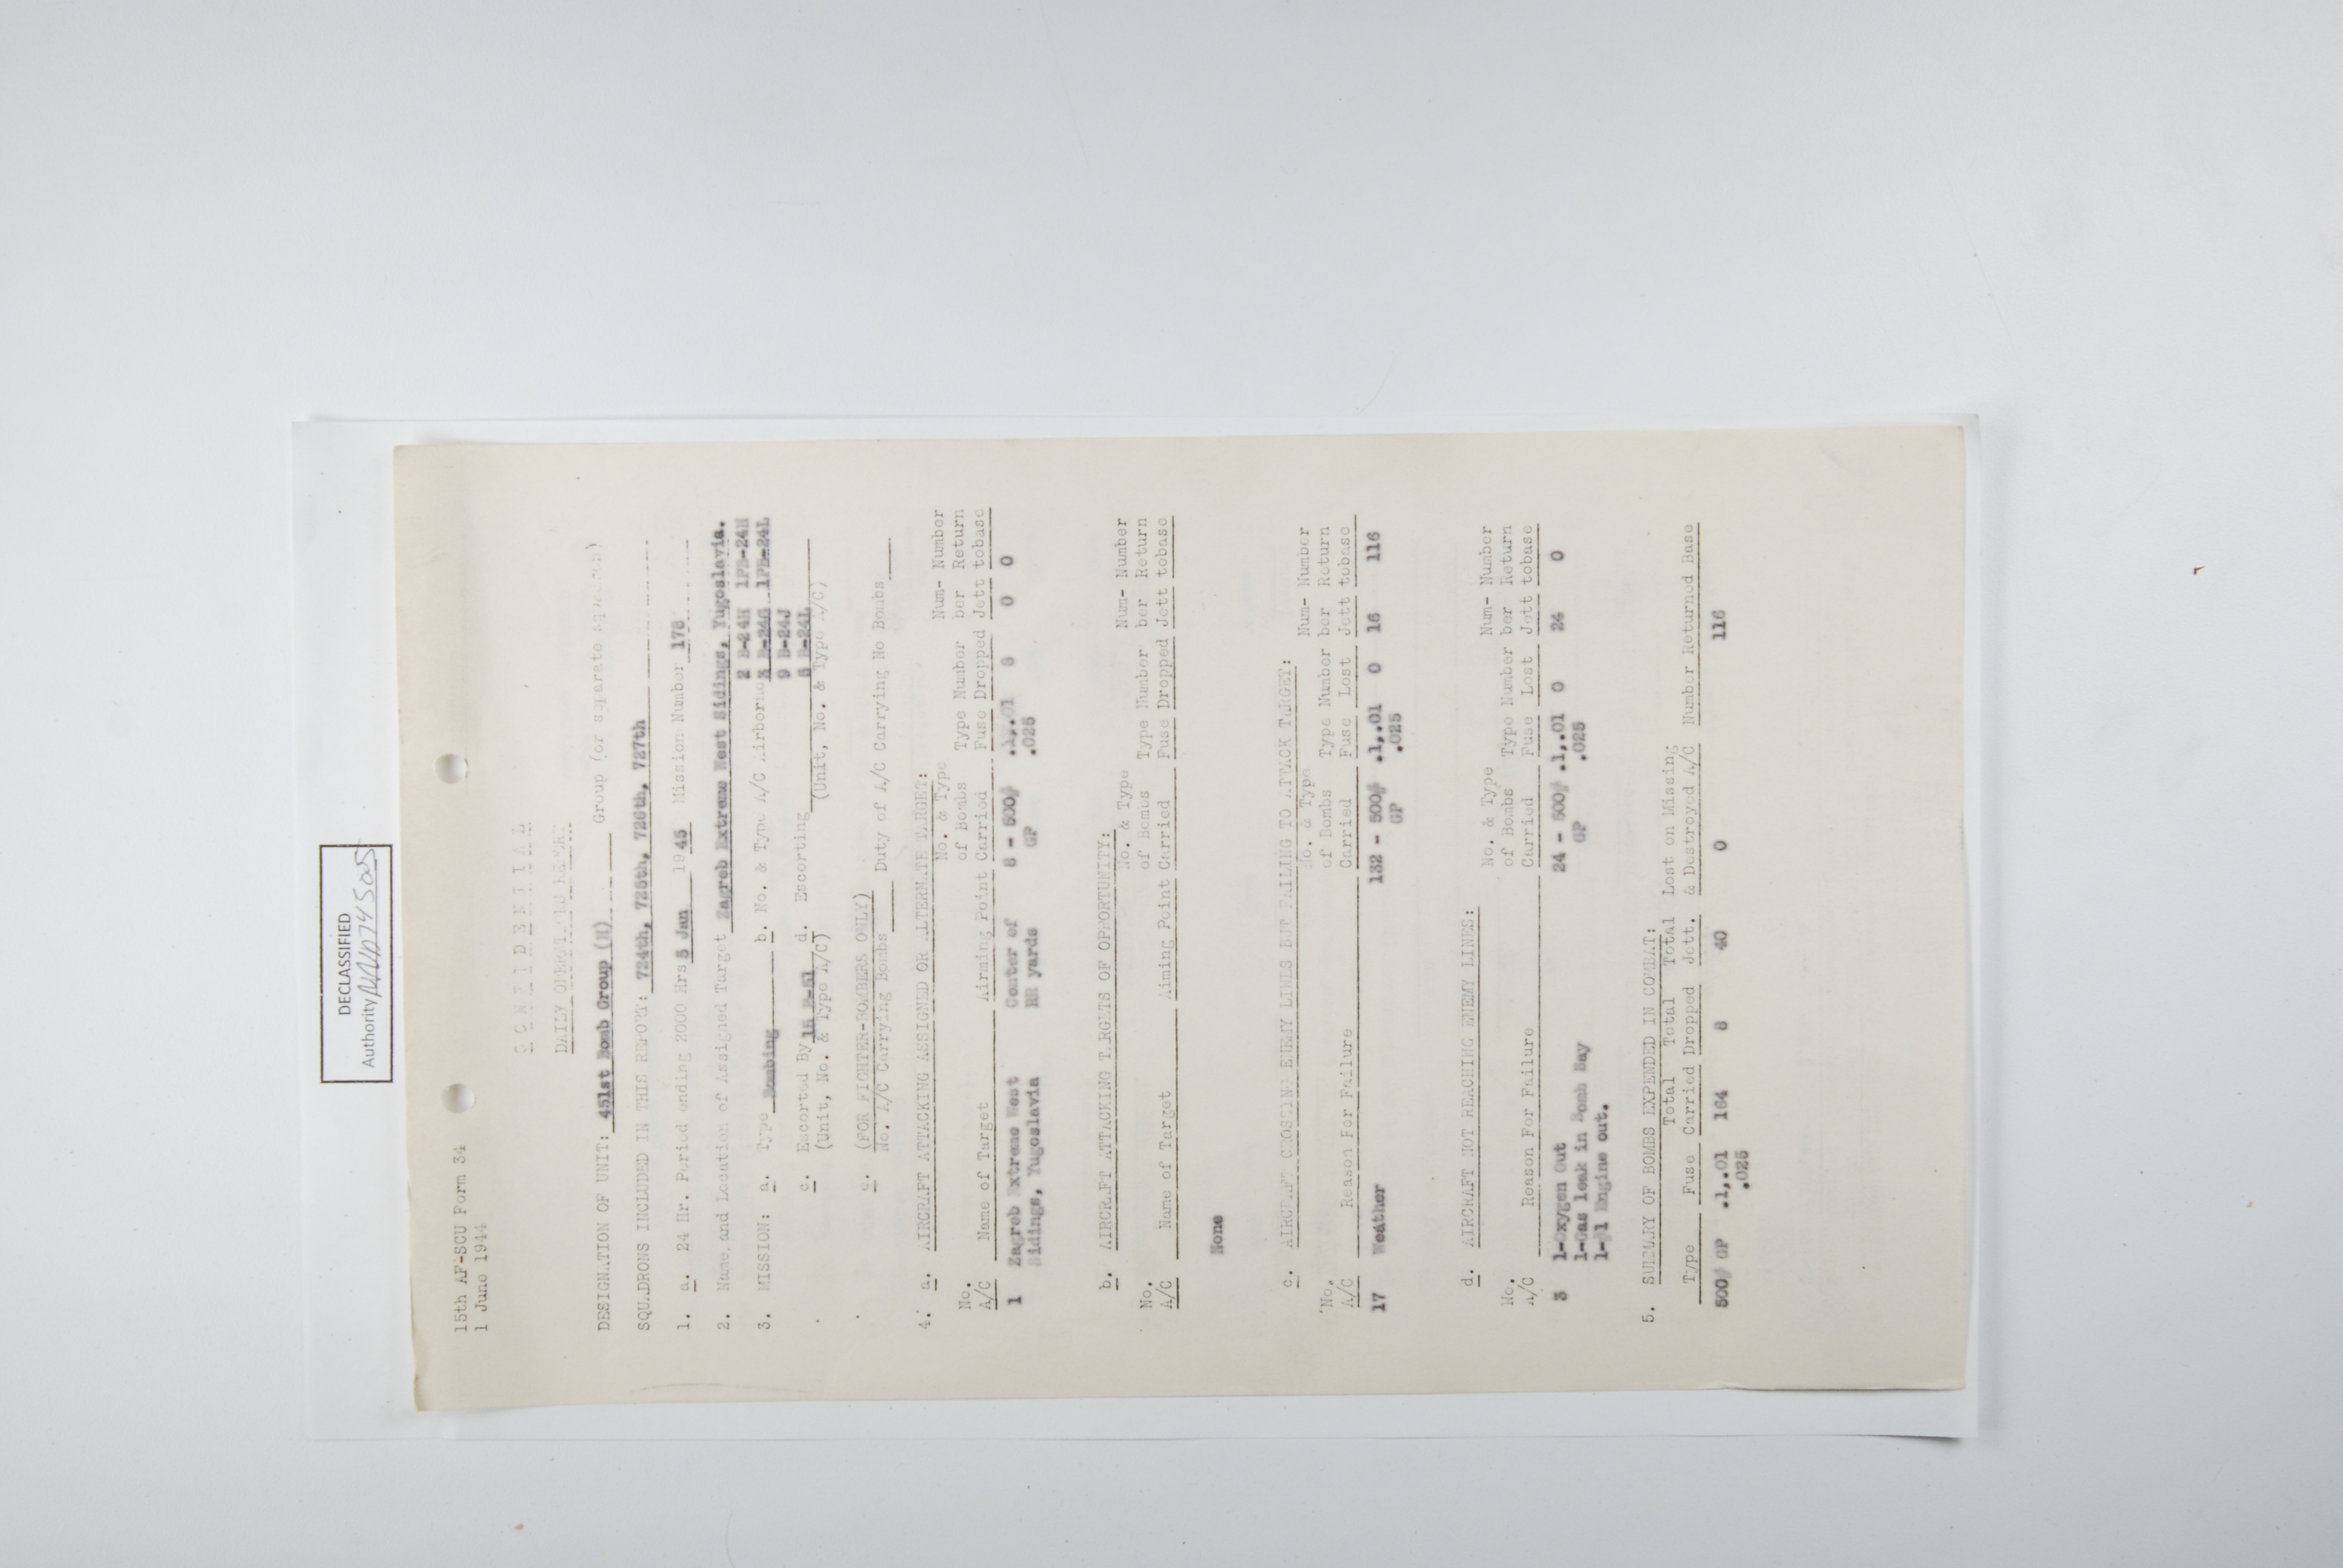 DECLASSIFIED
Authority NND 745005
15th AF-SCU Form 34
1 June 1944
C O N F I D E N T I A L
DAILY OPERATIONS REPORT
DESIGNATION OF UNIT: 451st Bomb Group (H) Group (or separate squadron)
SQUADRONS INCLUDED IN THIS REPORT: 724th, 725th, 726th, 727th
1. a. 24 Hr. Period ending 2000 Hrs 5 Jan 1945 Mission Number 178
2. Name and Location of Assigned Target Zagreb Extreme West Sidings, Yugoslavia.
2 B-24H 1PB-24H
3. MISSION: a. Type Bombing b. No. & Type A/C Airborne B-24G 1PB-24L
9 B-24J
c. Escorted By P-51 d. Escorting B-24L
(Unit, No. & Type A/C) (Unit, No. & Type A/C)
e. (FOR FIGHTER-BOMBERS ONLY)
No. A/C Carrying Bombs Duty of A/C Carrying No Bombs
4. a. AIRCRAFT ATTACKING ASSIGNED OR ALTERNATE TARGET:
No. & Type Num- Number
No. of Bombs Type Number ber Return
A/C Name of Target Airming Point Carried Fuse Dropped Jett tobase
1 Zagreb Extreme West Center of 8 - 500# .1,.01 8 0 0
Sidings, Yugoslavia RR yards GP .025
b. AIRCRAFT ATTACKING TARGETS OF OPORTUNITY:
No. & Type Num- Number
No. of Bombs Type Number ber Return
A/C Name of Target Aiming Point Carried Fuse Dropped Jett tobase
None
c. AIRCRAFT CROSSING ENEMY LINES BUT FAILING TO ATTACK TARGET:
No. & Type Num- Number
No. of Bombs Type Number ber Return
A/C Reason For Failure Carried Fuse Lost Jett tobase
17 Weather 132 - 500# .1,.01 0 16 116
GP .025
d. AIRCRAFT NOT REACHING ENEMY LINES:
No. & Type Num- Number
No. of Bombs Type Number ber Return
A/C Reason For Failure Carried Fuse Lost Jett tobase
3 1-Oxygen Out 24 - 500# .1,.01 0 24 0
1-Gas leak in Bomb Bay GP .025
1-#1 Engine out.
5. SUMMARY OF BOMBS EXPENDED IN COMBAT:
Total Total Total Lost on Missing
Type Fuse Carried Dropped Jett. & Destroyed A/C Number Returned Base
500# GP .1,.01 164 8 40 0 116
.025